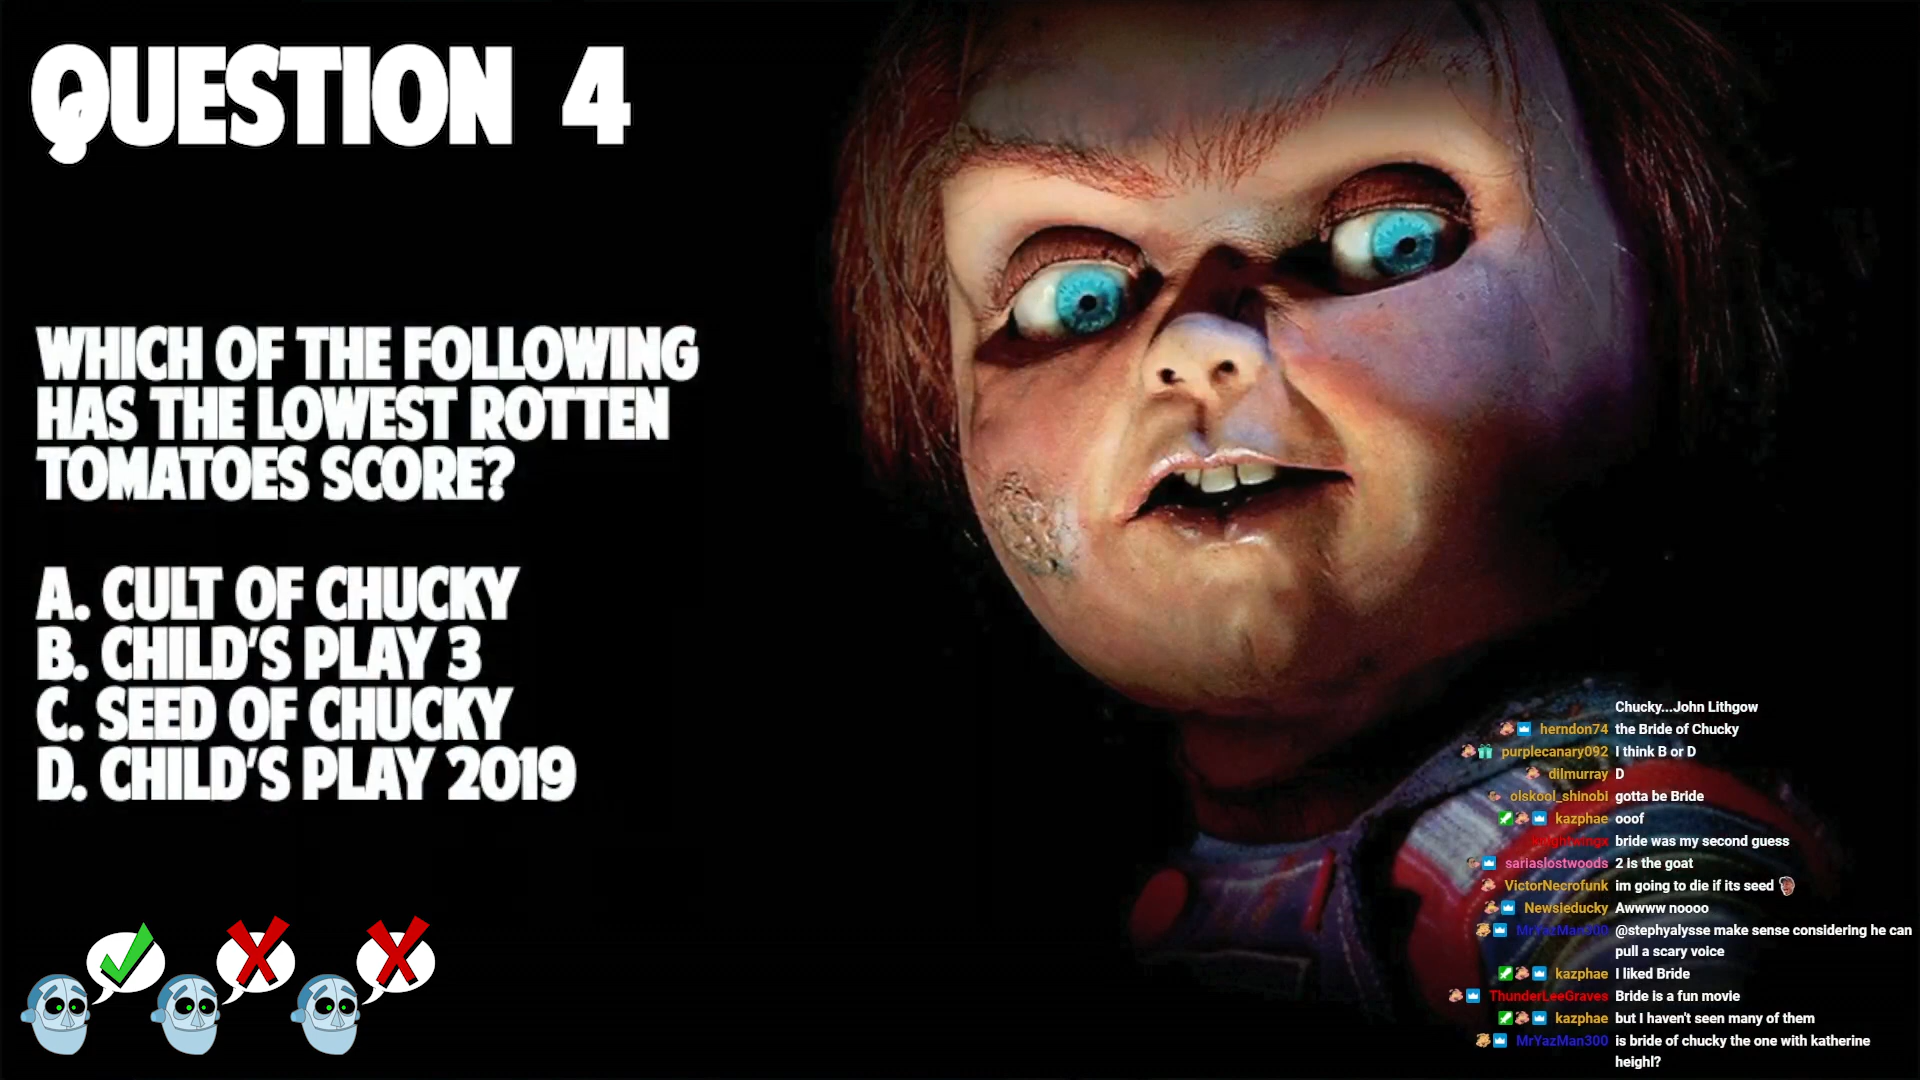 QUESTION 4
WHICH OF THE FOLLOWING
HAS THE LOWEST ROTTEN
TOMATOES SCORE?
A. CULT OF CHUCKY
B. CHILD'S PLAY 3
C. SEED OF CHUCKY
D. CHILD'S PLAY 2019
Chucky...John Lithgow
herndon74 the Bride of Chucky
purplecanary092 I think B or D
dilmurray D
olskool_shinobi gotta be Bride
kazphae ooof
bride was my second guess
sariaslostwoods 2 is the goat
VictorNecrofunk im going to die if its seed
Newsieducky Awwww noooo
MrYazMan300 @stephyalysse make sense considering he can
pull a scary voice
kazphae I liked Bride
ThunderLeeGraves Bride is a fun movie
kazphae but I haven't seen many of them
MrYazMan300 is bride of chucky the one with katherine
heighl?